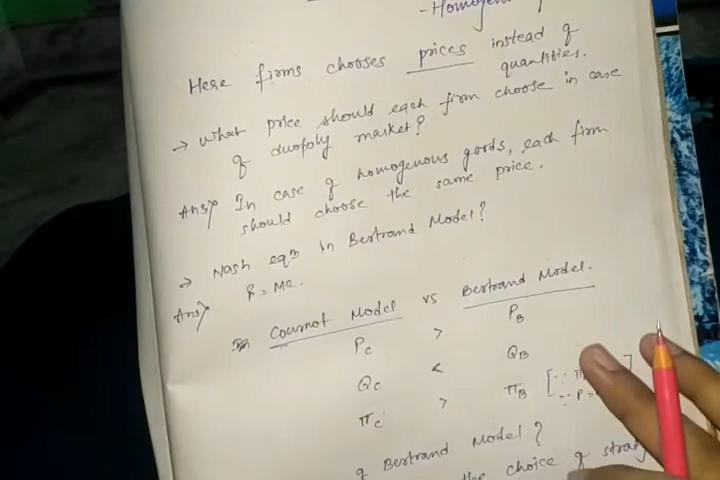 - Homogen
Here firms chooses prices instead of quantities.
→ What price should each firm choose in case of duopoly market?
Ans⟩ In case of homogenous goods, each firm should choose the same price.
→ Nash eqm in Bertrand Model?
Ans⟩ P = MC.
Cournot Model vs Bertrand Model.
Pc > PB
Qc < QB
πc > πB [∵
∵ P =
of Bertrand Model?
the choice of